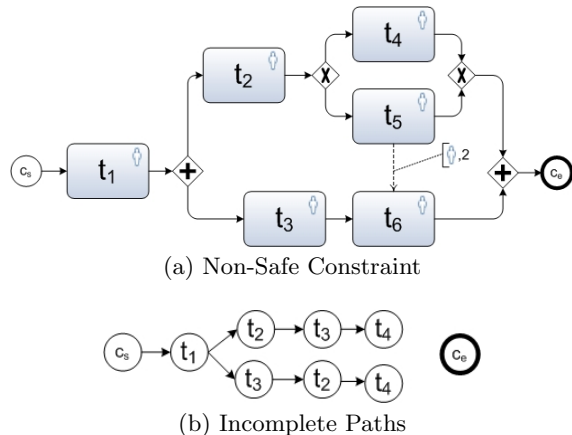 t4
t2
X
X
t5
,2
cs
t1
+
+
ce
t3
t6
(a) Non-Safe Constraint
t2
t3
t4
cs
t1
ce
t3
t2
t4
(b) Incomplete Paths